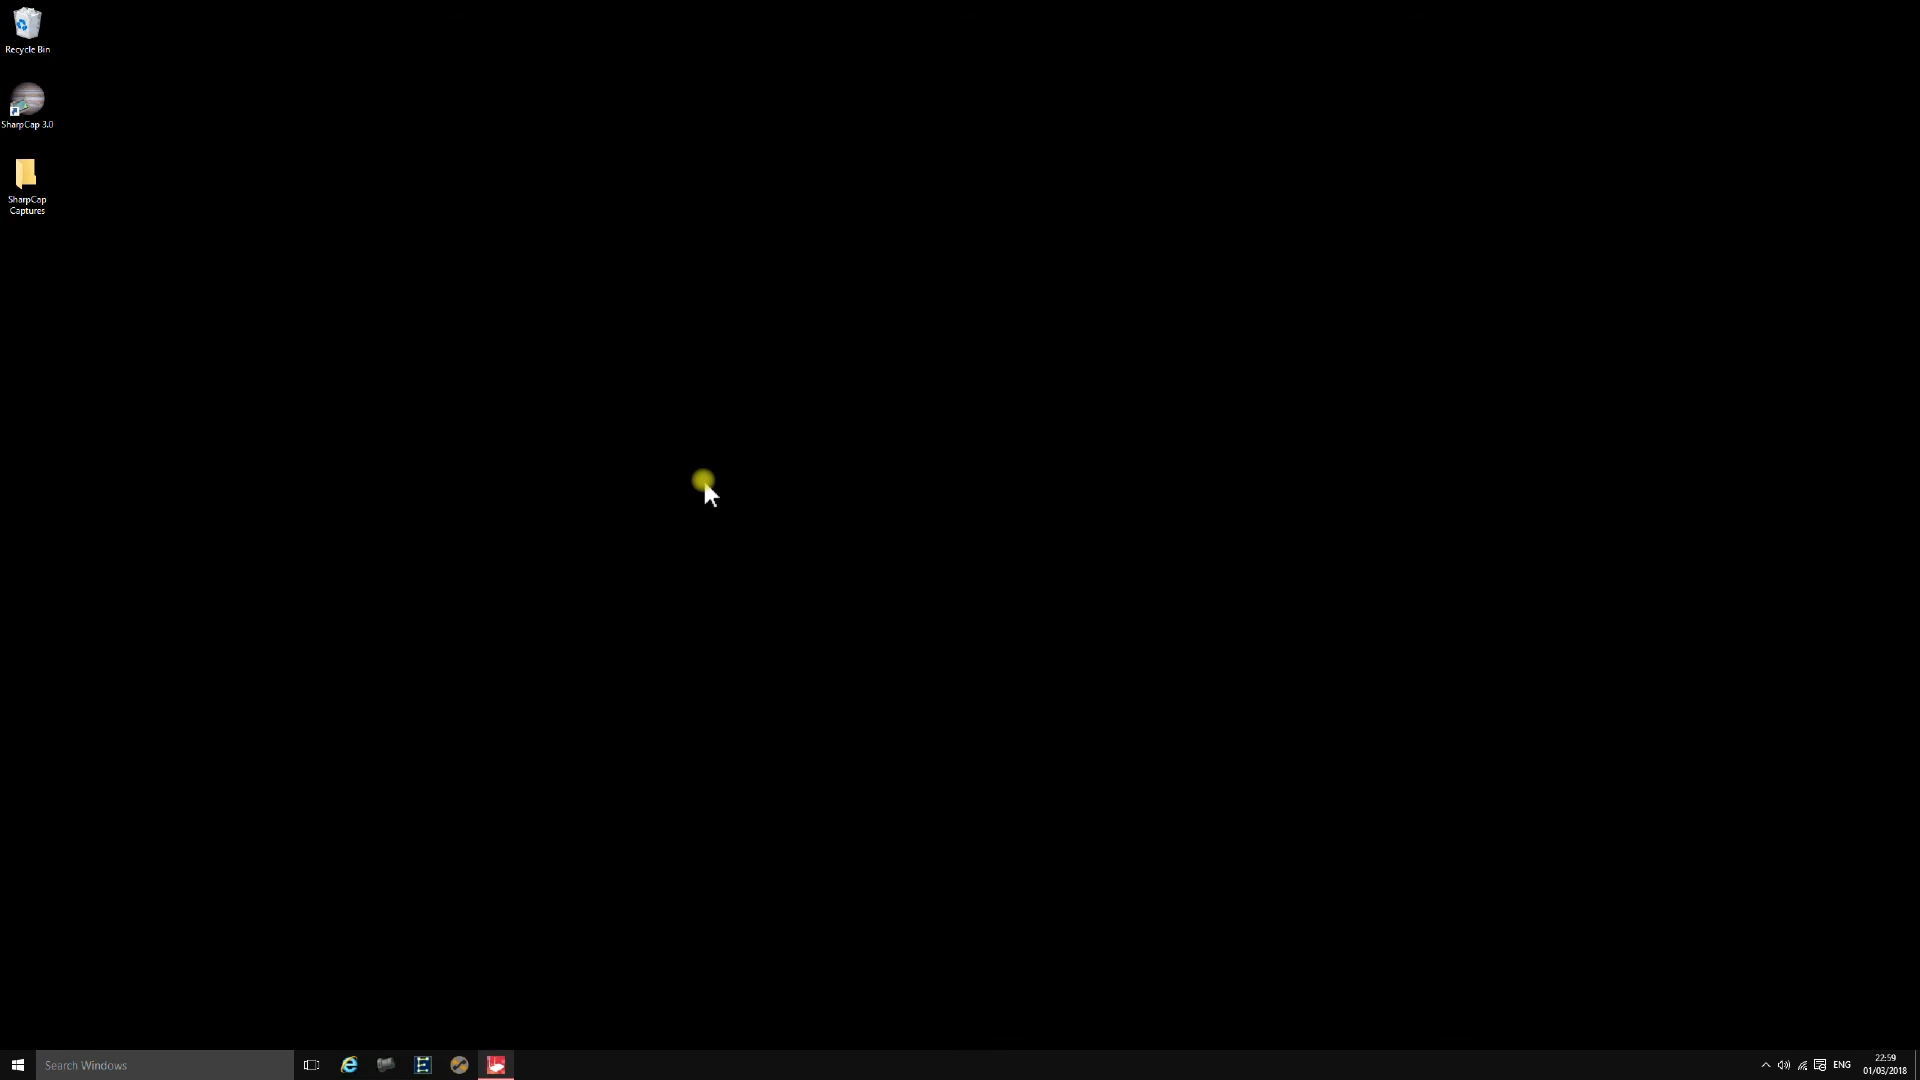 Recycle Bin
SharpCap 3.0
SharpCap
Captures
Search Windows
ENG
22:59
01/03/2018